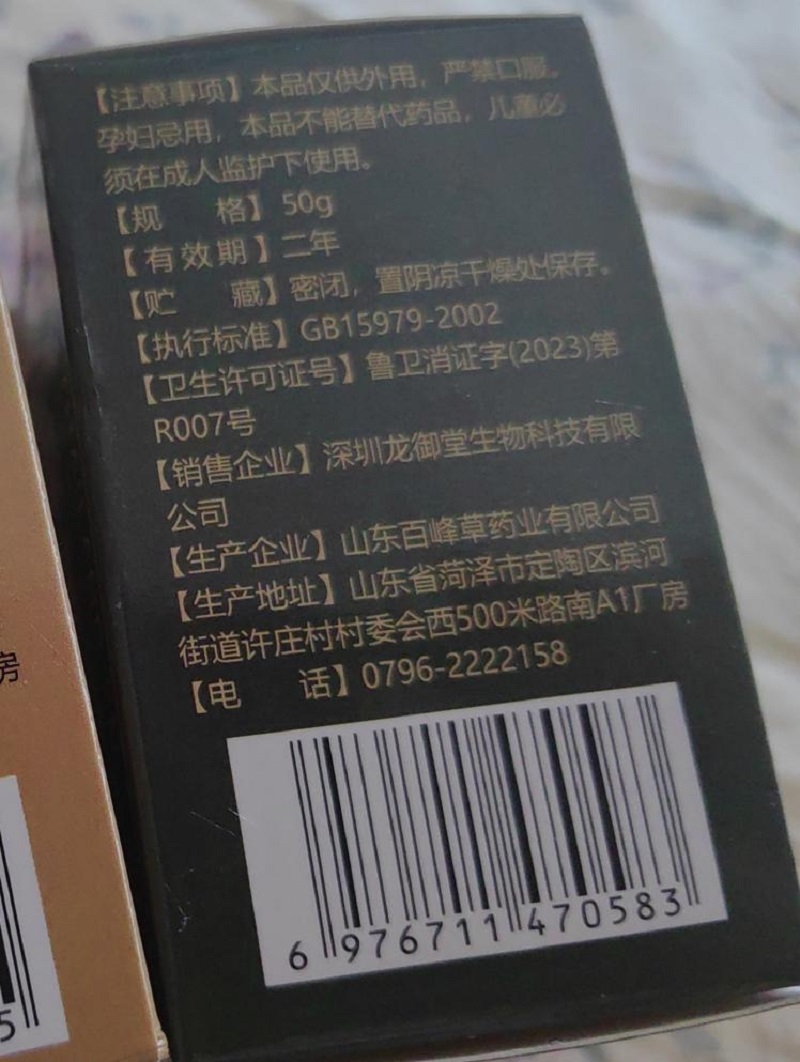 【注意事项】本品仅供外用，严禁口服。
孕妇忌用，本品不能替代药品，儿童必
须在成人监护下使用。
【规 格】50g
【有效期】二年
【贮 藏】密闭，置阴凉干燥处保存。
【执行标准】GB15979-2002
【卫生许可证号】鲁卫消证字(2023)第
R007号
【销售企业】深圳龙御堂生物科技有限
公司
【生产企业】山东百峰草药业有限公司
【生产地址】山东省菏泽市定陶区滨河
街道许庄村村委会西500米路南A1厂房
【电 话】0796-2222158
6 976711 470583
房
5